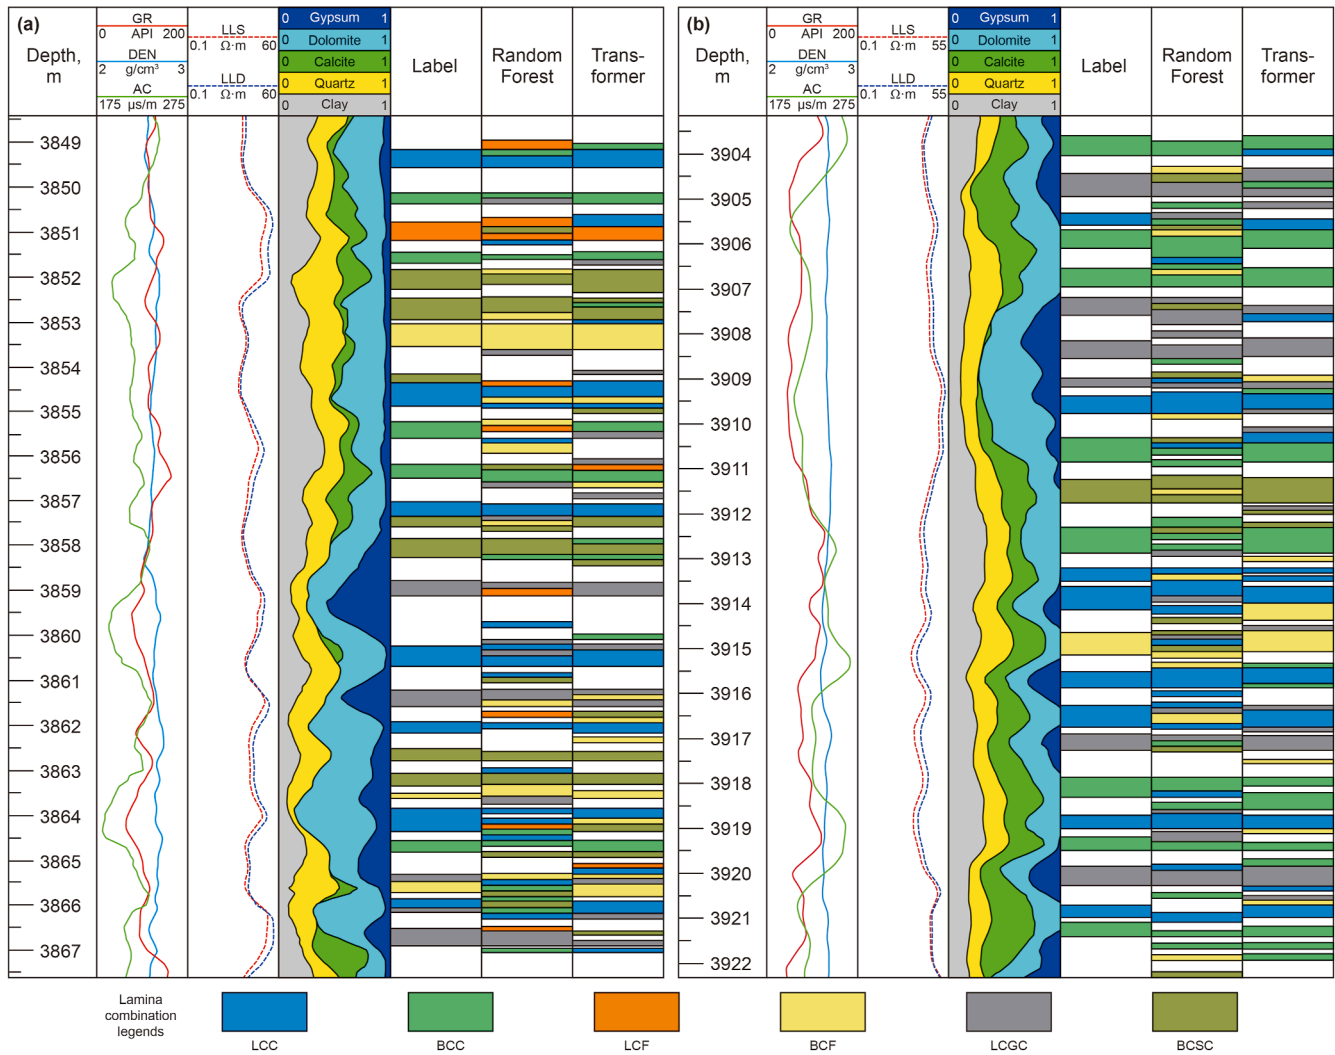 (a)
Depth,
m
GR
0 API 200
DEN
2 g/cm³ 3
AC
175 μs/m 275
LLS
0.1 Ω·m 60
LLD
0.1 Ω·m 60
0 Gypsum 1
0 Dolomite 1
0 Calcite 1
0 Quartz 1
0 Clay 1
Label
Random
Forest
Trans-
former
3849
3850
3851
3852
3853
3854
3855
3856
3857
3858
3859
3860
3861
3862
3863
3864
3865
3866
3867
(b)
Depth,
m
GR
0 API 200
DEN
2 g/cm³ 3
AC
175 μs/m 275
LLS
0.1 Ω·m 55
LLD
0.1 Ω·m 55
0 Gypsum 1
0 Dolomite 1
0 Calcite 1
0 Quartz 1
0 Clay 1
Label
Random
Forest
Trans-
former
3904
3905
3906
3907
3908
3909
3910
3911
3912
3913
3914
3915
3916
3917
3918
3919
3920
3921
3922
Lamina
combination
legends
LCC
BCC
LCF
BCF
LCGC
BCSC